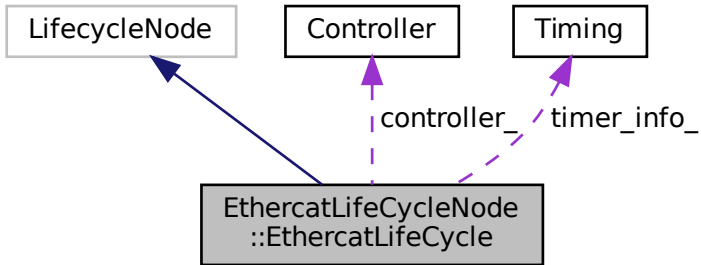 LifecycleNode
Controller
Timing
controller_
timer_info_
EthercatLifeCycleNode
::EthercatLifeCycle